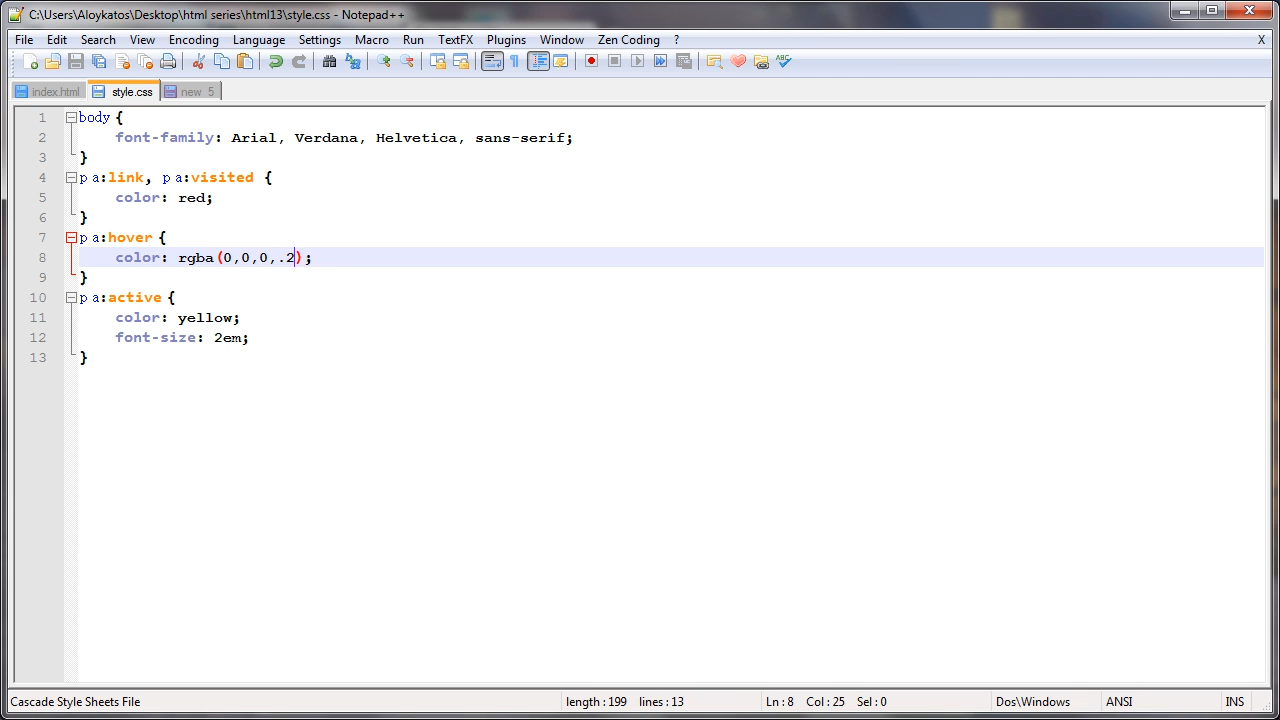 C:\Users\Aloykatos\Desktop\html series\html13\style.css - Notepad++
File Edit Search View Encoding Language Settings Macro Run TextFX Plugins Window Zen Coding ? X
index.html style.css new 5
1 body {
2 font-family: Arial, Verdana, Helvetica, sans-serif;
3 }
4 p a:link, p a:visited {
5 color: red;
6 }
7 p a:hover {
8 color: rgba(0,0,0,.2);
9 }
10 p a:active {
11 color: yellow;
12 font-size: 2em;
13 }
Cascade Style Sheets File length : 199 lines : 13 Ln : 8 Col : 25 Sel : 0 Dos\Windows ANSI INS